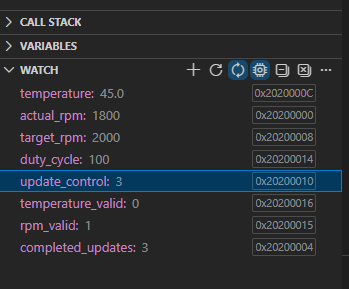 CALL STACK
VARIABLES
WATCH
temperature: 45.0 0x2020000C
actual_rpm: 1800 0x20200000
target_rpm: 2000 0x20200008
duty_cycle: 100 0x20200014
update_control: 3 0x20200010
temperature_valid: 0 0x20200016
rpm_valid: 1 0x20200015
completed_updates: 3 0x20200004